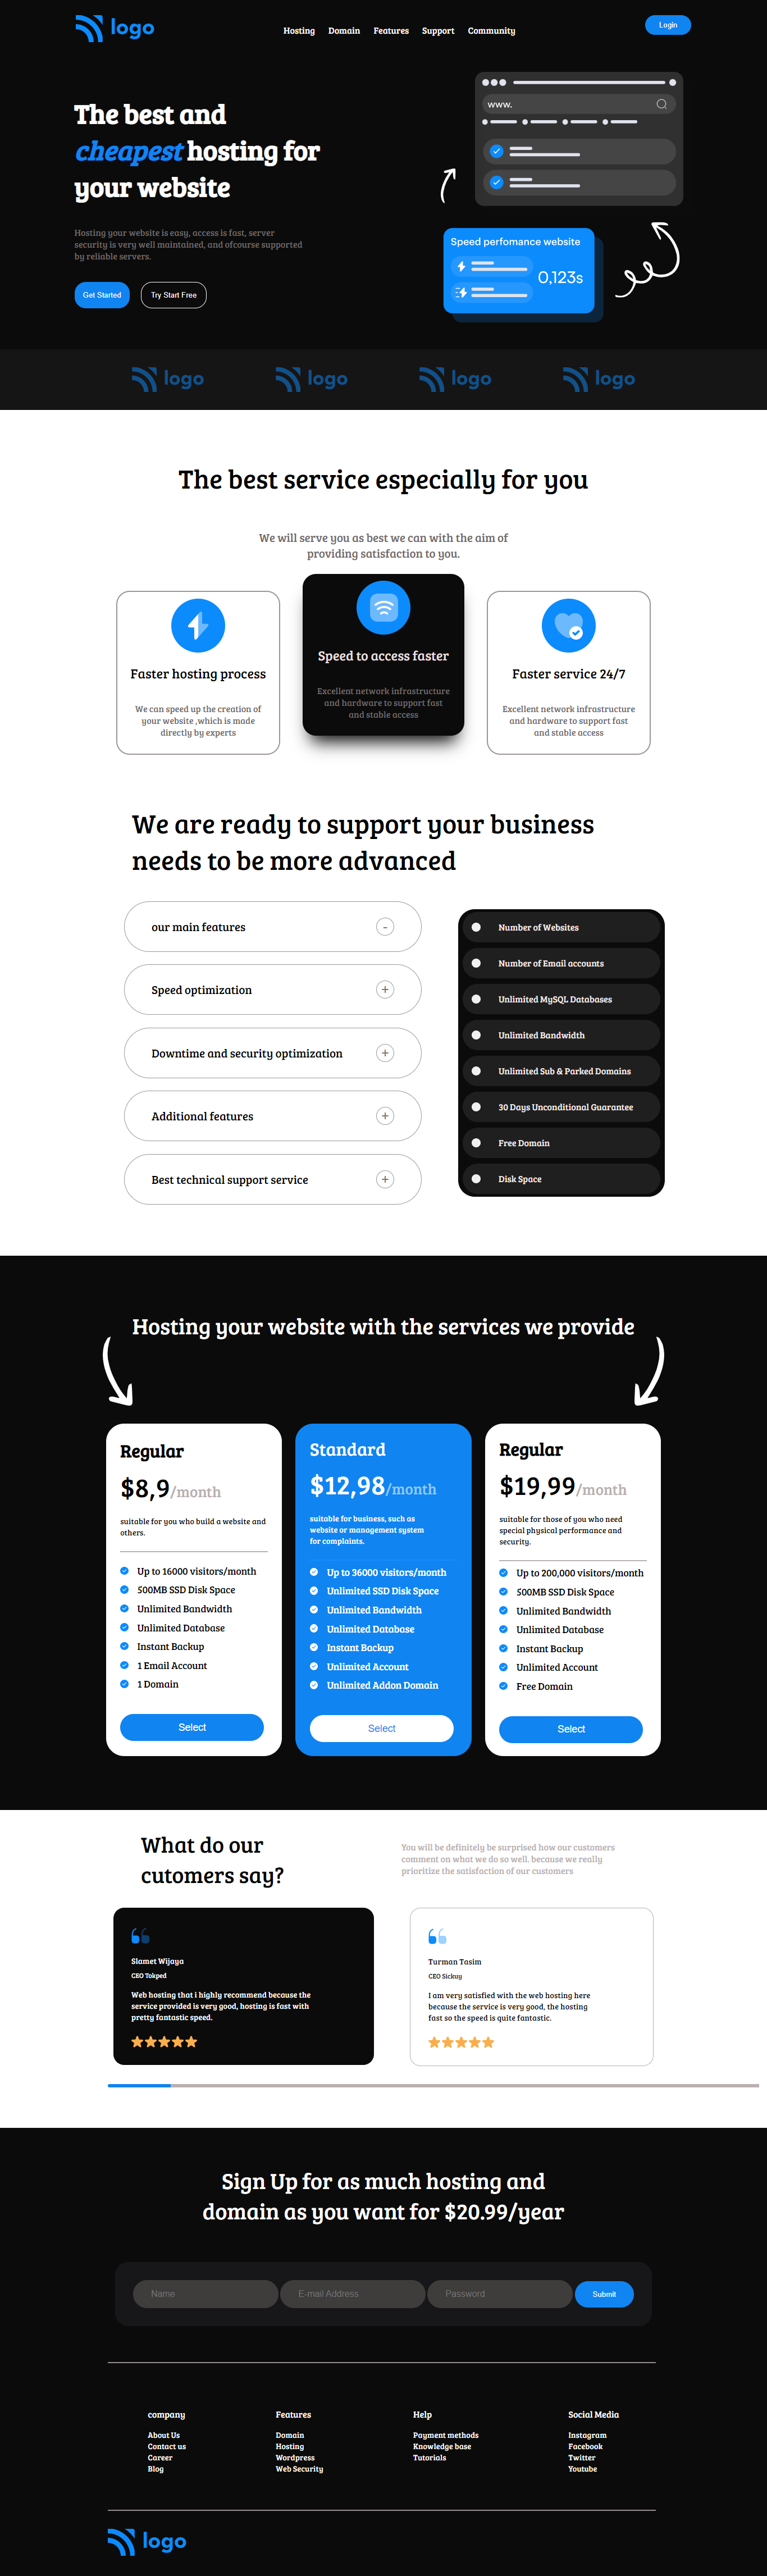 logo
Hosting Domain Features Support Community
Login
The best and
cheapest hosting for
your website
Hosting your website is easy, access is fast, server
security is very well maintained, and ofcourse supported
by reliable servers.
Get Started
Try Start Free
www.
Speed perfomance website
0,123s
logo
logo
logo
logo
The best service especially for you
We will serve you as best we can with the aim of
providing satisfaction to you.
Faster hosting process
We can speed up the creation of
your website ,which is made
directly by experts
Speed to access faster
Excellent network infrastructure
and hardware to support fast
and stable access
Faster service 24/7
Excellent network infrastructure
and hardware to support fast
and stable access
We are ready to support your business
needs to be more advanced
our main features
-
Speed optimization
+
Downtime and security optimization
+
Additional features
+
Best technical support service
+
Number of Websites
Number of Email accounts
Unlimited MySQL Databases
Unlimited Bandwidth
Unlimited Sub & Parked Domains
30 Days Unconditional Guarantee
Free Domain
Disk Space
Hosting your website with the services we provide
Regular
$8,9/month
suitable for you who build a website and
others.
Up to 16000 visitors/month
500MB SSD Disk Space
Unlimited Bandwidth
Unlimited Database
Instant Backup
1 Email Account
1 Domain
Select
Standard
$12,98/month
suitable for business, such as
website or management system
for complaints.
Up to 36000 visitors/month
Unlimited SSD Disk Space
Unlimited Bandwidth
Unlimited Database
Instant Backup
Unlimited Account
Unlimited Addon Domain
Select
Regular
$19,99/month
suitable for those of you who need
special physical performance and
security.
Up to 200,000 visitors/month
500MB SSD Disk Space
Unlimited Bandwidth
Unlimited Database
Instant Backup
Unlimited Account
Free Domain
Select
What do our
cutomers say?
You will be definitely be surprised how our customers
comment on what we do so well. because we really
prioritize the satisfaction of our customers
Slamet Wijaya
CEO Tokped
Web hosting that i highly recommend because the
service provided is very good, hosting is fast with
pretty fantastic speed.
Turman Tasim
CEO Sickuy
I am very satisfied with the web hosting here
because the service is very good, the hosting
fast so the speed is quite fantastic.
Sign Up for as much hosting and
domain as you want for $20.99/year
Name
E-mail Address
Password
Submit
company
About Us
Contact us
Career
Blog
Features
Domain
Hosting
Wordpress
Web Security
Help
Payment methods
Knowledge base
Tutorials
Social Media
Instagram
Facebook
Twitter
Youtube
logo